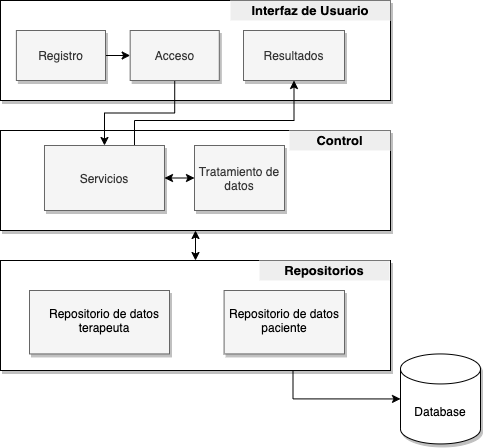 Interfaz de Usuario
Registro
Acceso
Resultados
Control
Servicios
Tratamiento de
datos
Repositorios
Repositorio de datos
terapeuta
Repositorio de datos
paciente
Database